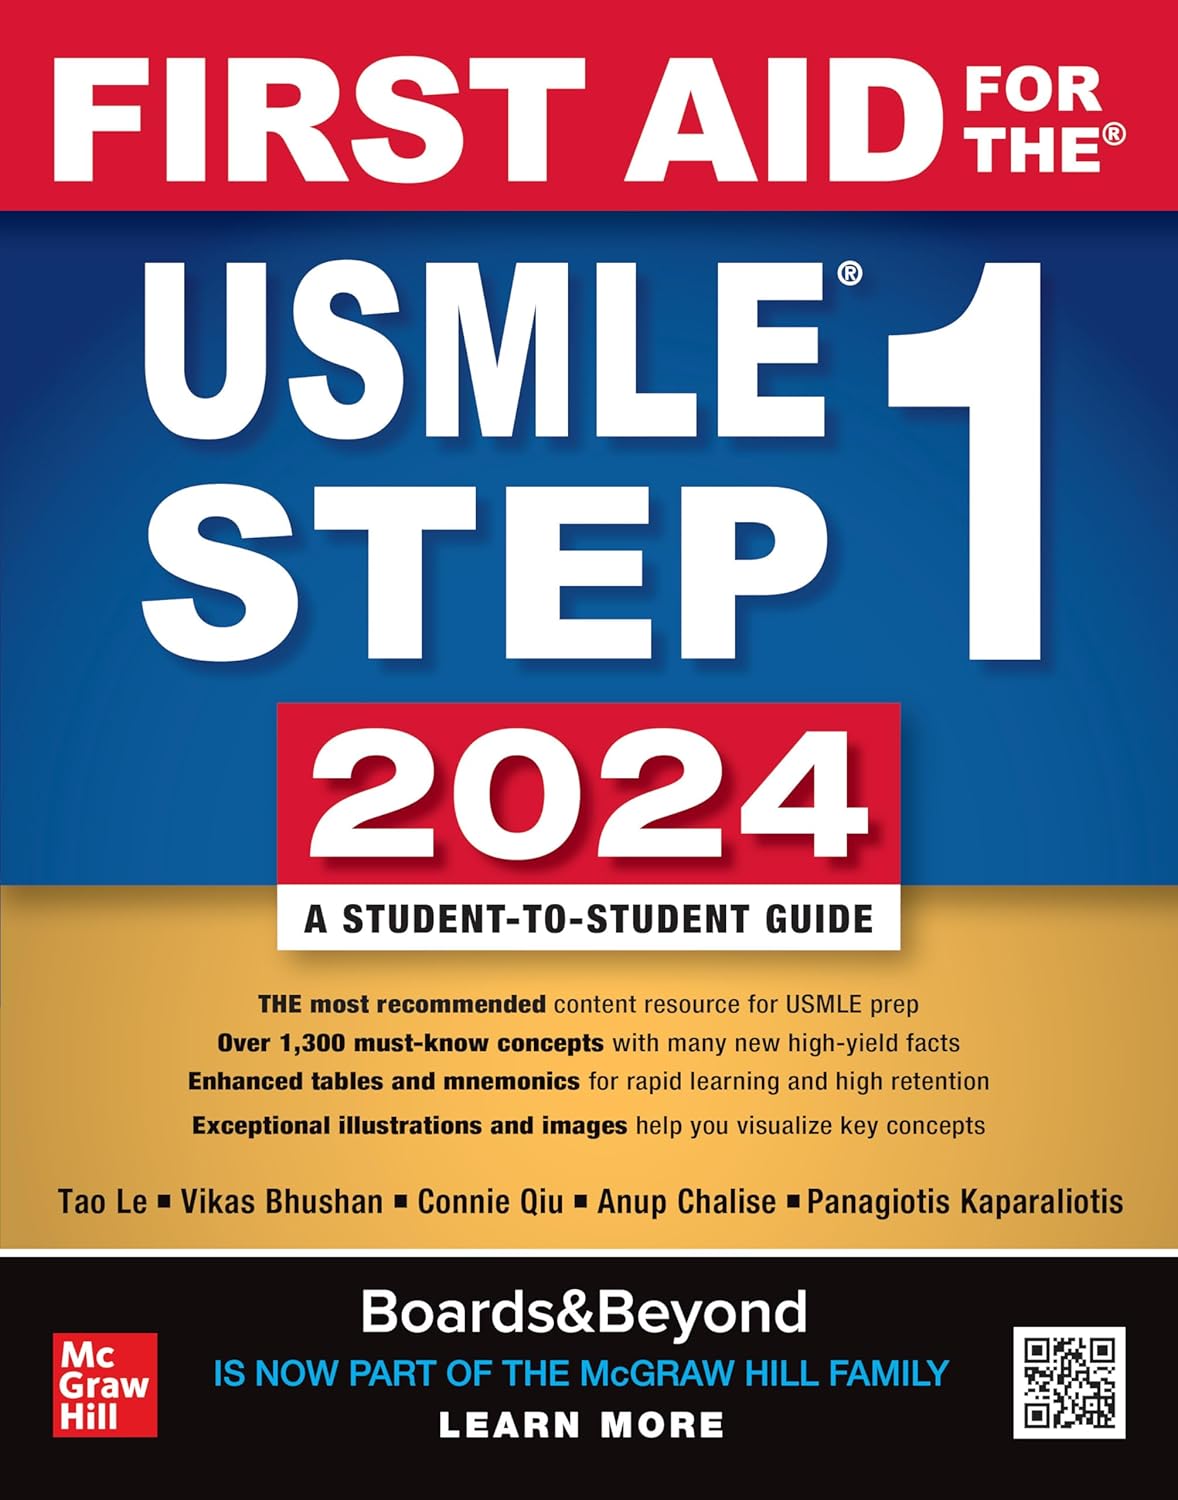 FIRST AID FOR THE®
USMLE®
STEP 1
2024
A STUDENT-TO-STUDENT GUIDE
THE most recommended content resource for USMLE prep
Over 1,300 must-know concepts with many new high-yield facts
Enhanced tables and mnemonics for rapid learning and high retention
Exceptional illustrations and images help you visualize key concepts
Tao Le ■ Vikas Bhushan ■ Connie Qiu ■ Anup Chalise ■ Panagiotis Kaparaliotis
Boards&Beyond
IS NOW PART OF THE McGRAW HILL FAMILY
LEARN MORE
Mc
Graw
Hill